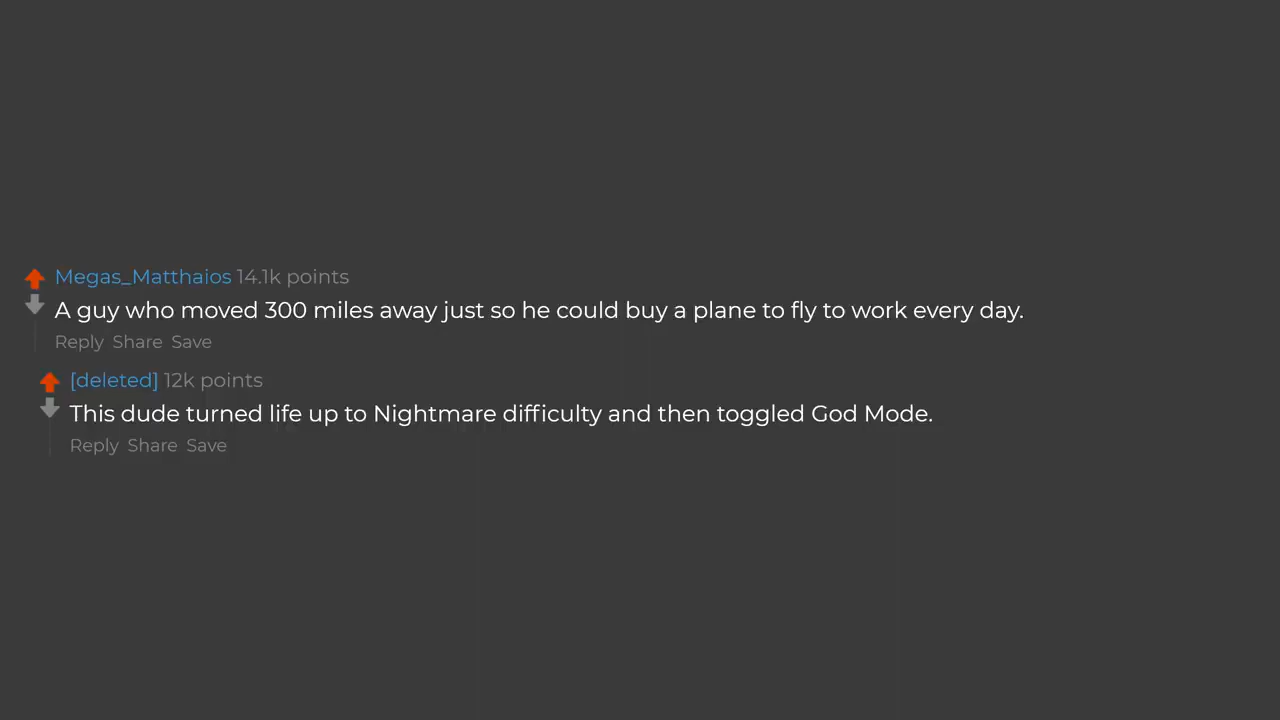 Megas_Matthaios 14.1k points
A guy who moved 300 miles away just so he could buy a plane to fly to work every day.
Reply Share Save
[deleted] 12k points
This dude turned life up to Nightmare difficulty and then toggled God Mode.
Reply Share Save